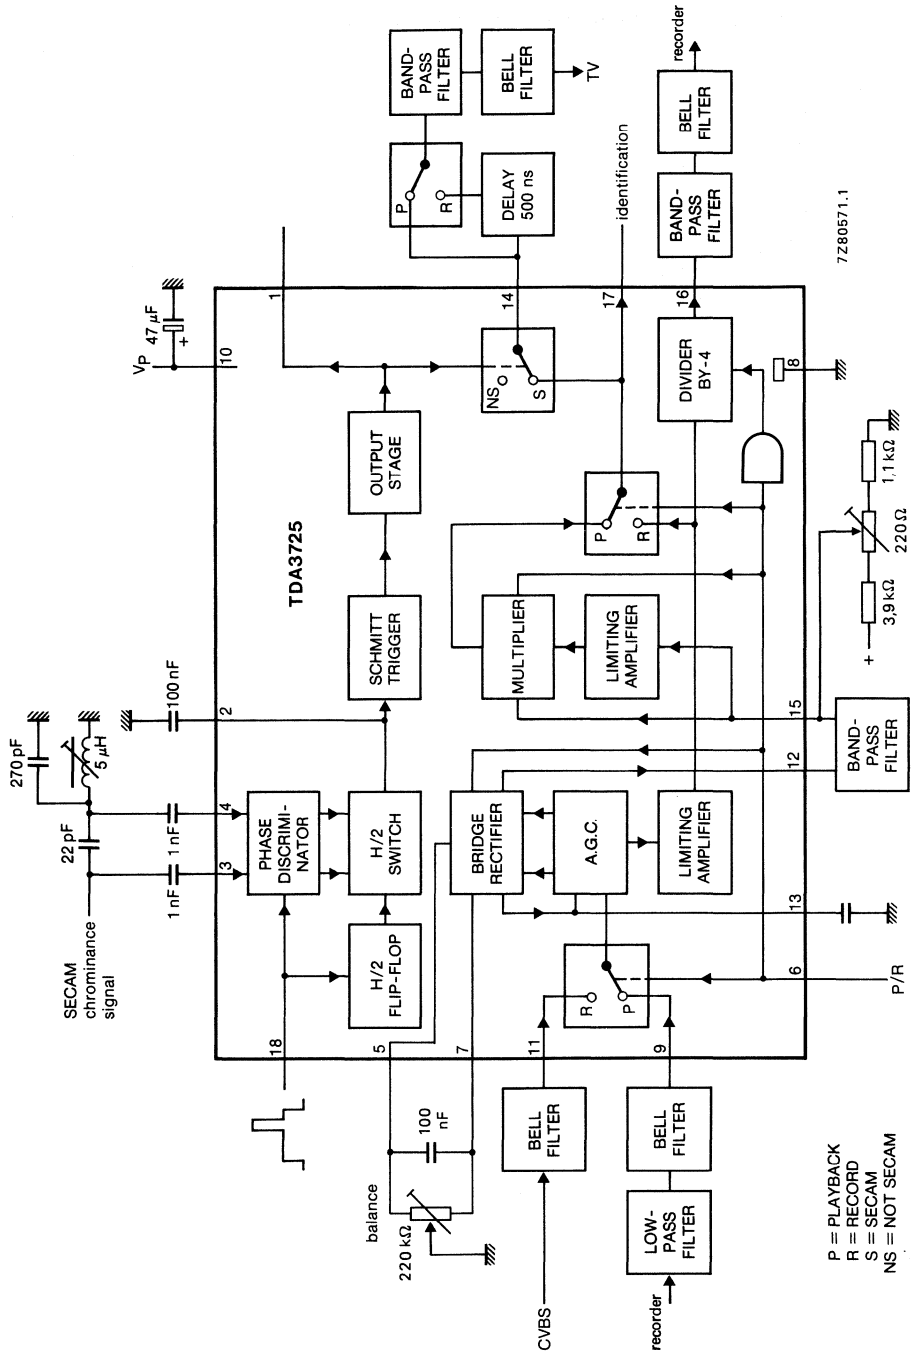 SECAM
chrominance
signal
22 pF
270 pF
5 µH
1 nF
1 nF
100 nF
VP
47 µF
+
3
4
2
10
1
18
TDA3725
PHASE
DISCRIMI-
NATOR
H/2
FLIP-FLOP
H/2
SWITCH
SCHMITT
TRIGGER
OUTPUT
STAGE
5
7
balance
220 kΩ
100
nF
BRIDGE
RECTIFIER
MULTIPLIER
NS
S
14
P
R
DELAY
500 ns
BAND-
PASS
FILTER
BELL
FILTER
TV
CVBS
BELL
FILTER
11
R
P
A.G.C.
LIMITING
AMPLIFIER
P
R
17
identification
recorder
LOW-
PASS
FILTER
BELL
FILTER
9
LIMITING
AMPLIFIER
DIVIDER
BY-4
16
BAND-
PASS
FILTER
BELL
FILTER
recorder
6
P/R
13
12
15
8
BAND-
PASS
FILTER
+
3,9 kΩ
220 Ω
1,1 kΩ
P = PLAYBACK
R = RECORD
S = SECAM
NS = NOT SECAM
7Z80571.1